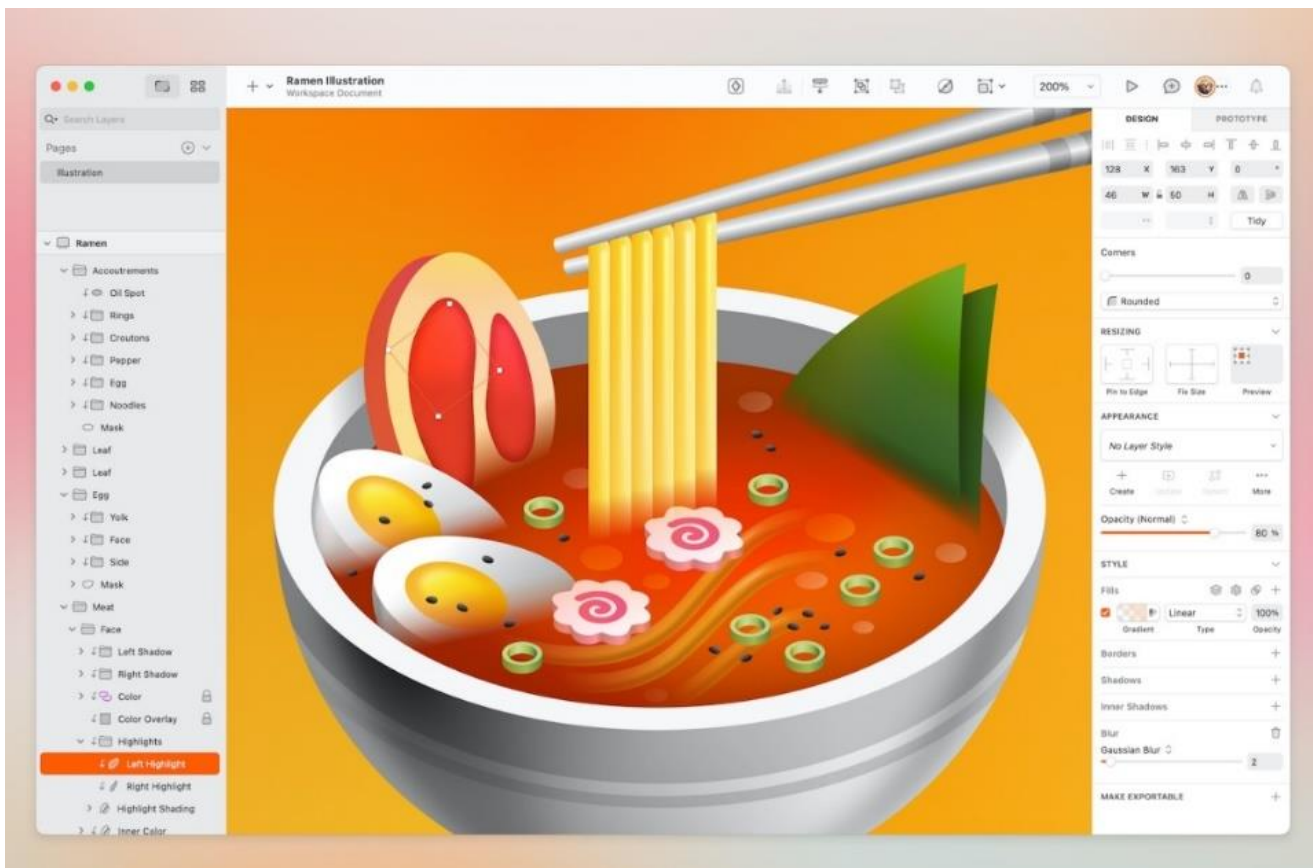 Ramen Illustration
Workspace Document
200%
Search Layers
Pages
Illustration
Ramen
Accoutrements
Oil Spot
Rings
Croutons
Pepper
Egg
Noodles
Mask
Leaf
Leaf
Egg
Yolk
Face
Side
Mask
Meat
Face
Left Shadow
Right Shadow
Color
Color Overlay
Highlights
Left Highlight
Right Highlight
Highlight Shading
Inner Color
DESIGN PROTOTYPE
128 X 163 Y 0 °
46 W 50 H
Tidy
Corners
0
Rounded
RESIZING
Pin to Edge Fix Size Preview
APPEARANCE
No Layer Style
Create Update Detach More
Opacity (Normal)
80 %
STYLE
Fills
Linear 100%
Gradient Type Opacity
Borders
Shadows
Inner Shadows
Blur
Gaussian Blur
2
MAKE EXPORTABLE